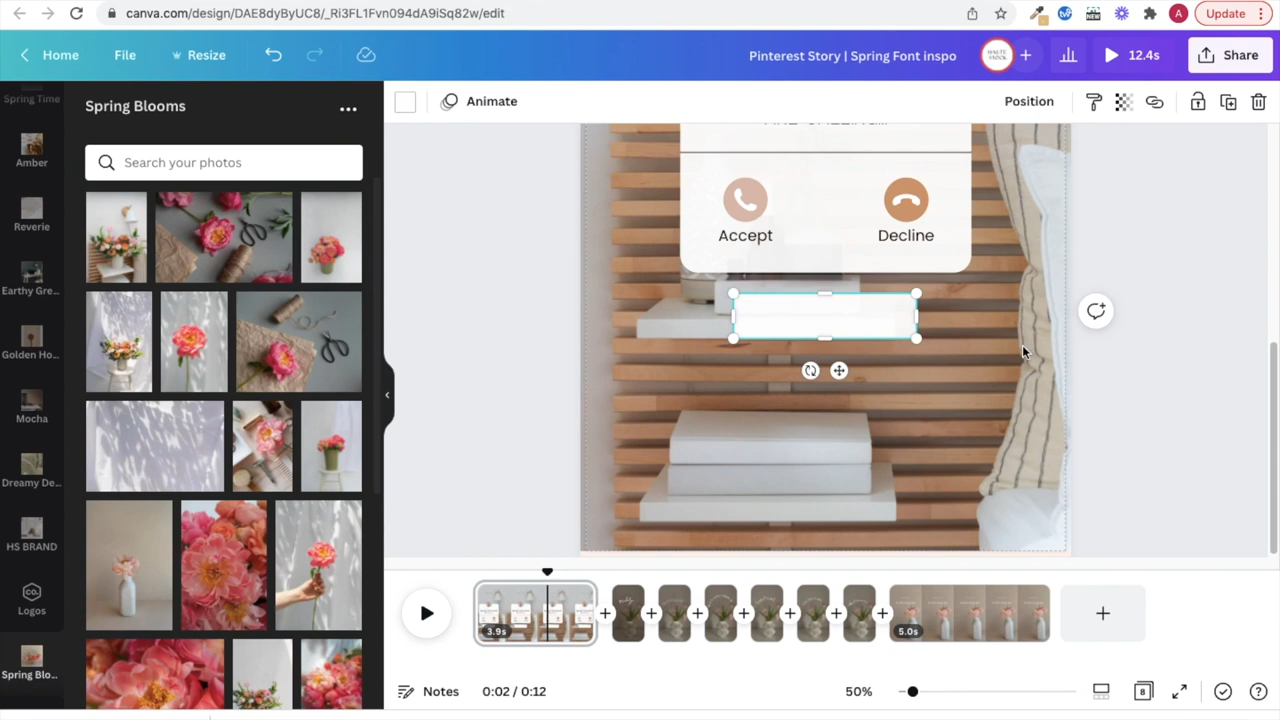 canva.com/design/DAE8dyByUC8/_Ri3FL1Fvn094dA9iSq82w/edit
NEW
A
Update
Home
File
Resize
Pinterest Story | Spring Font inspo
12.4s
Share
Spring Time
Spring Blooms
Animate
Position
Amber
Search your photos
Reverie
Accept
Decline
Earthy Gre...
Golden Ho...
Mocha
Dreamy De...
HS BRAND
Logos
3.9s
5.0s
Spring Blo...
Notes
0:02 / 0:12
50%
8